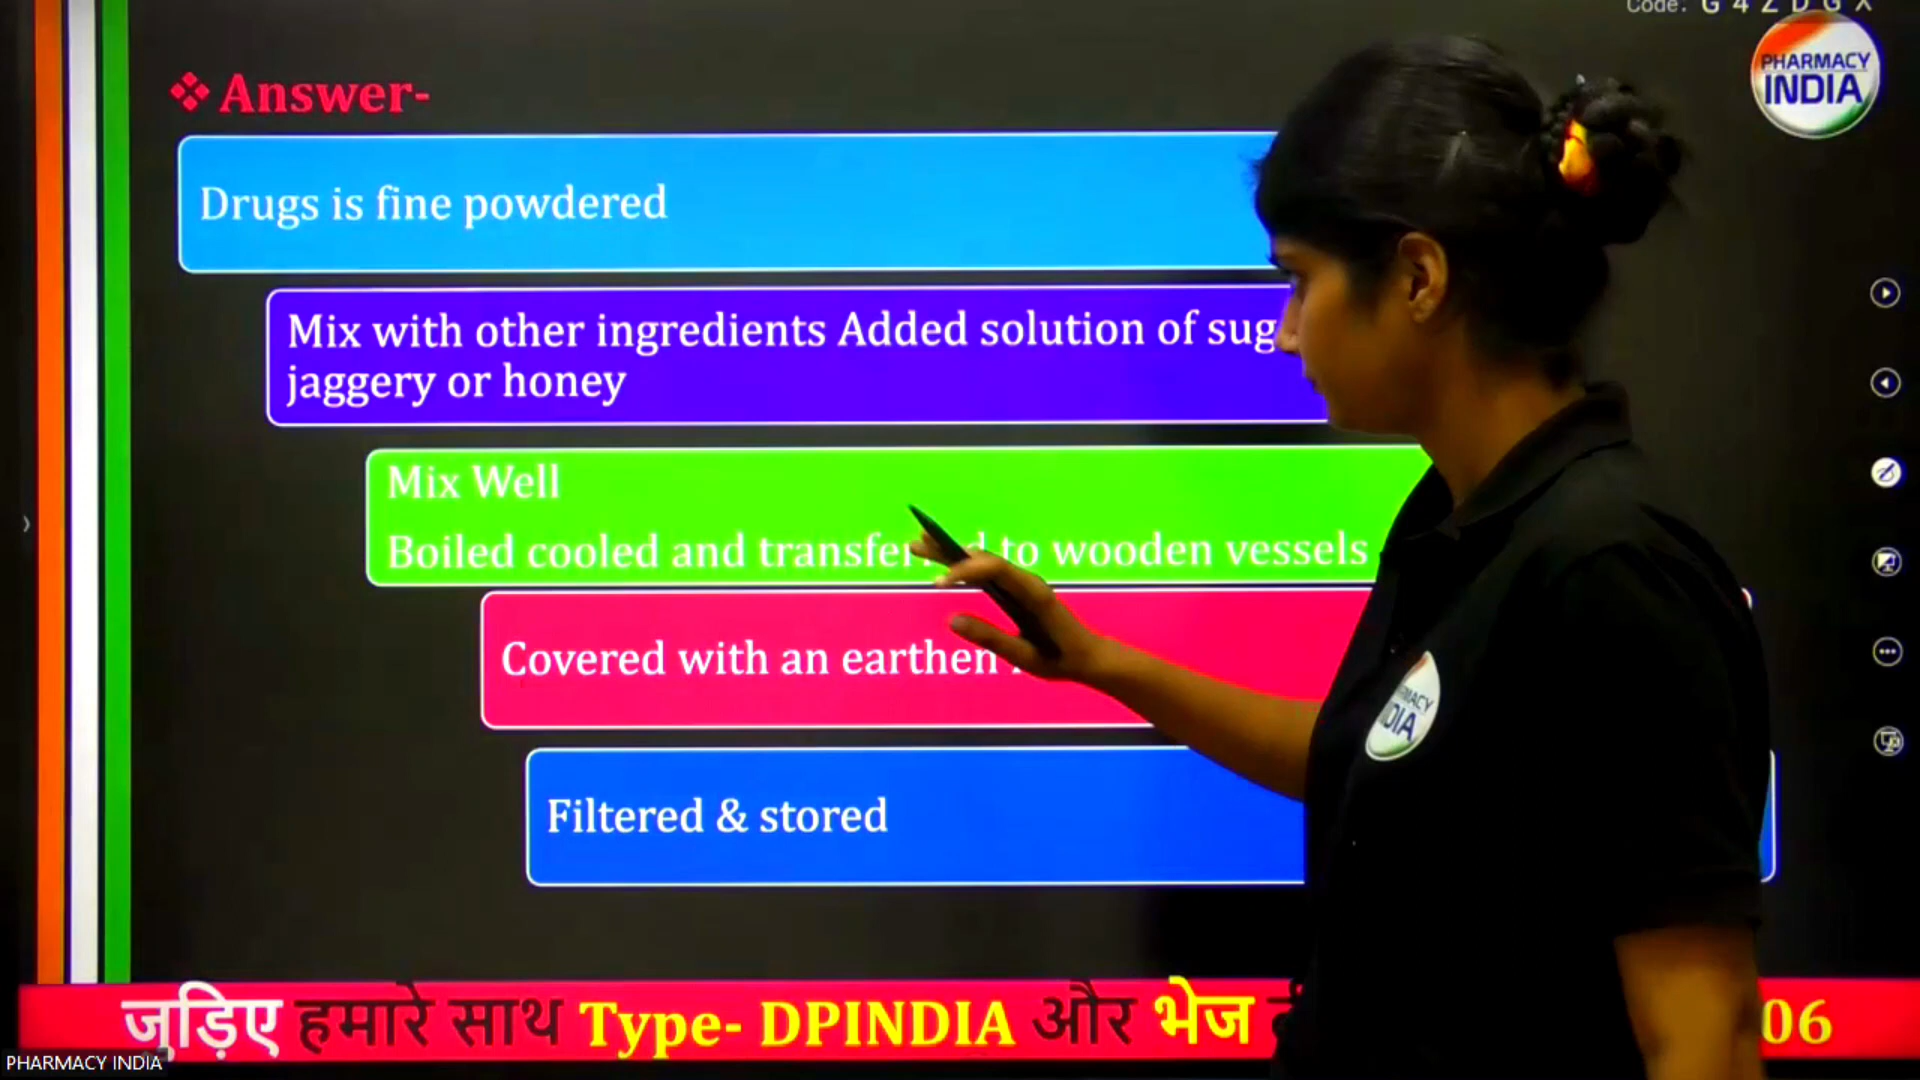 Code: G 4 Z D G X
PHARMACY
INDIA
❖ Answer-
Drugs is fine powdered
Mix with other ingredients Added solution of
jaggery or honey
Mix Well
Boiled cooled and to wooden vessels
Covered with an earthen
Filtered & stored
INDIA
जुड़िए हमारे साथ Type- DPINDIA और भेज
06
PHARMACY INDIA